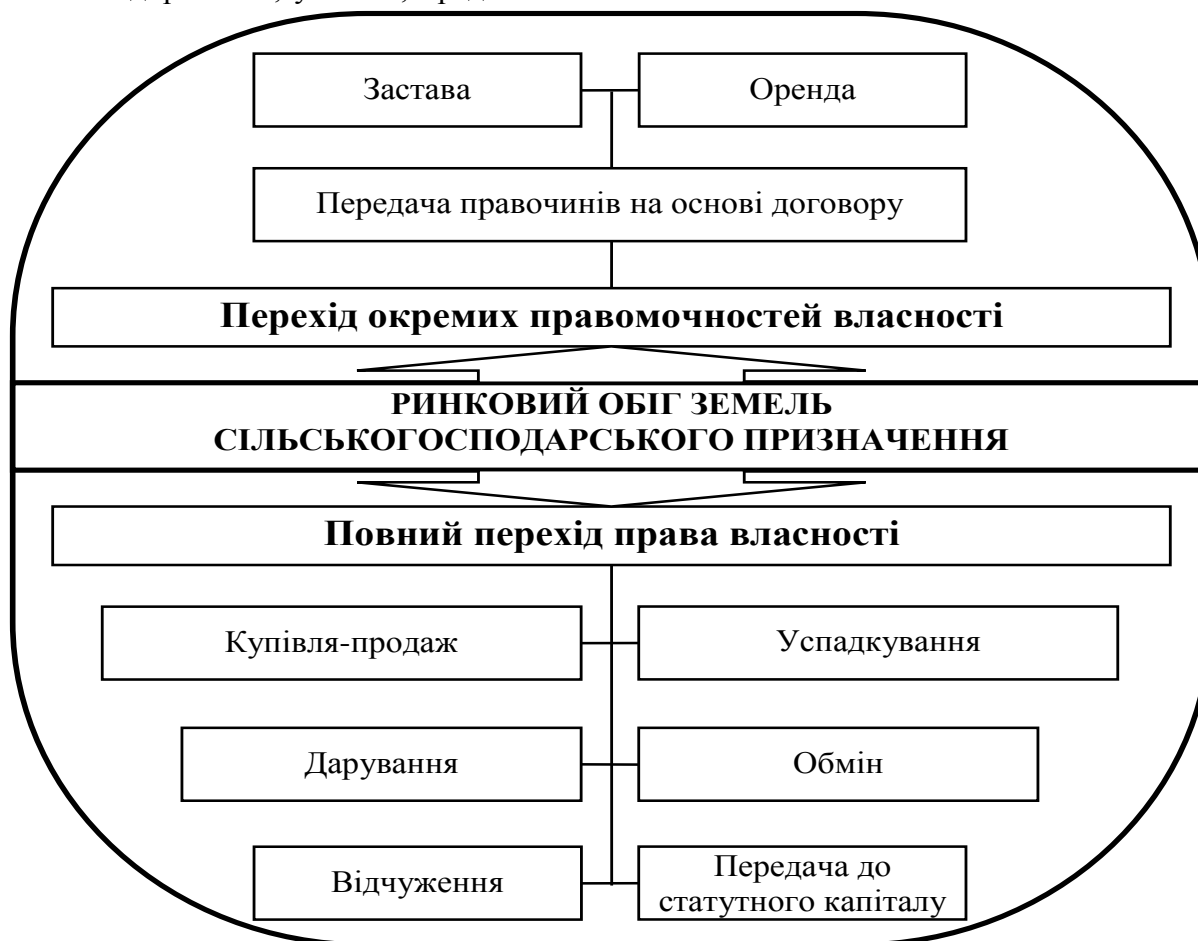 Застава
Оренда
Передача правочинів на основі договору
Перехід окремих правомочностей власності
РИНКОВИЙ ОБІГ ЗЕМЕЛЬ
СІЛЬСЬКОГОСПОДАРСЬКОГО ПРИЗНАЧЕННЯ
Повний перехід права власності
Купівля-продаж
Успадкування
Дарування
Обмін
Відчуження
Передача до
статутного капіталу